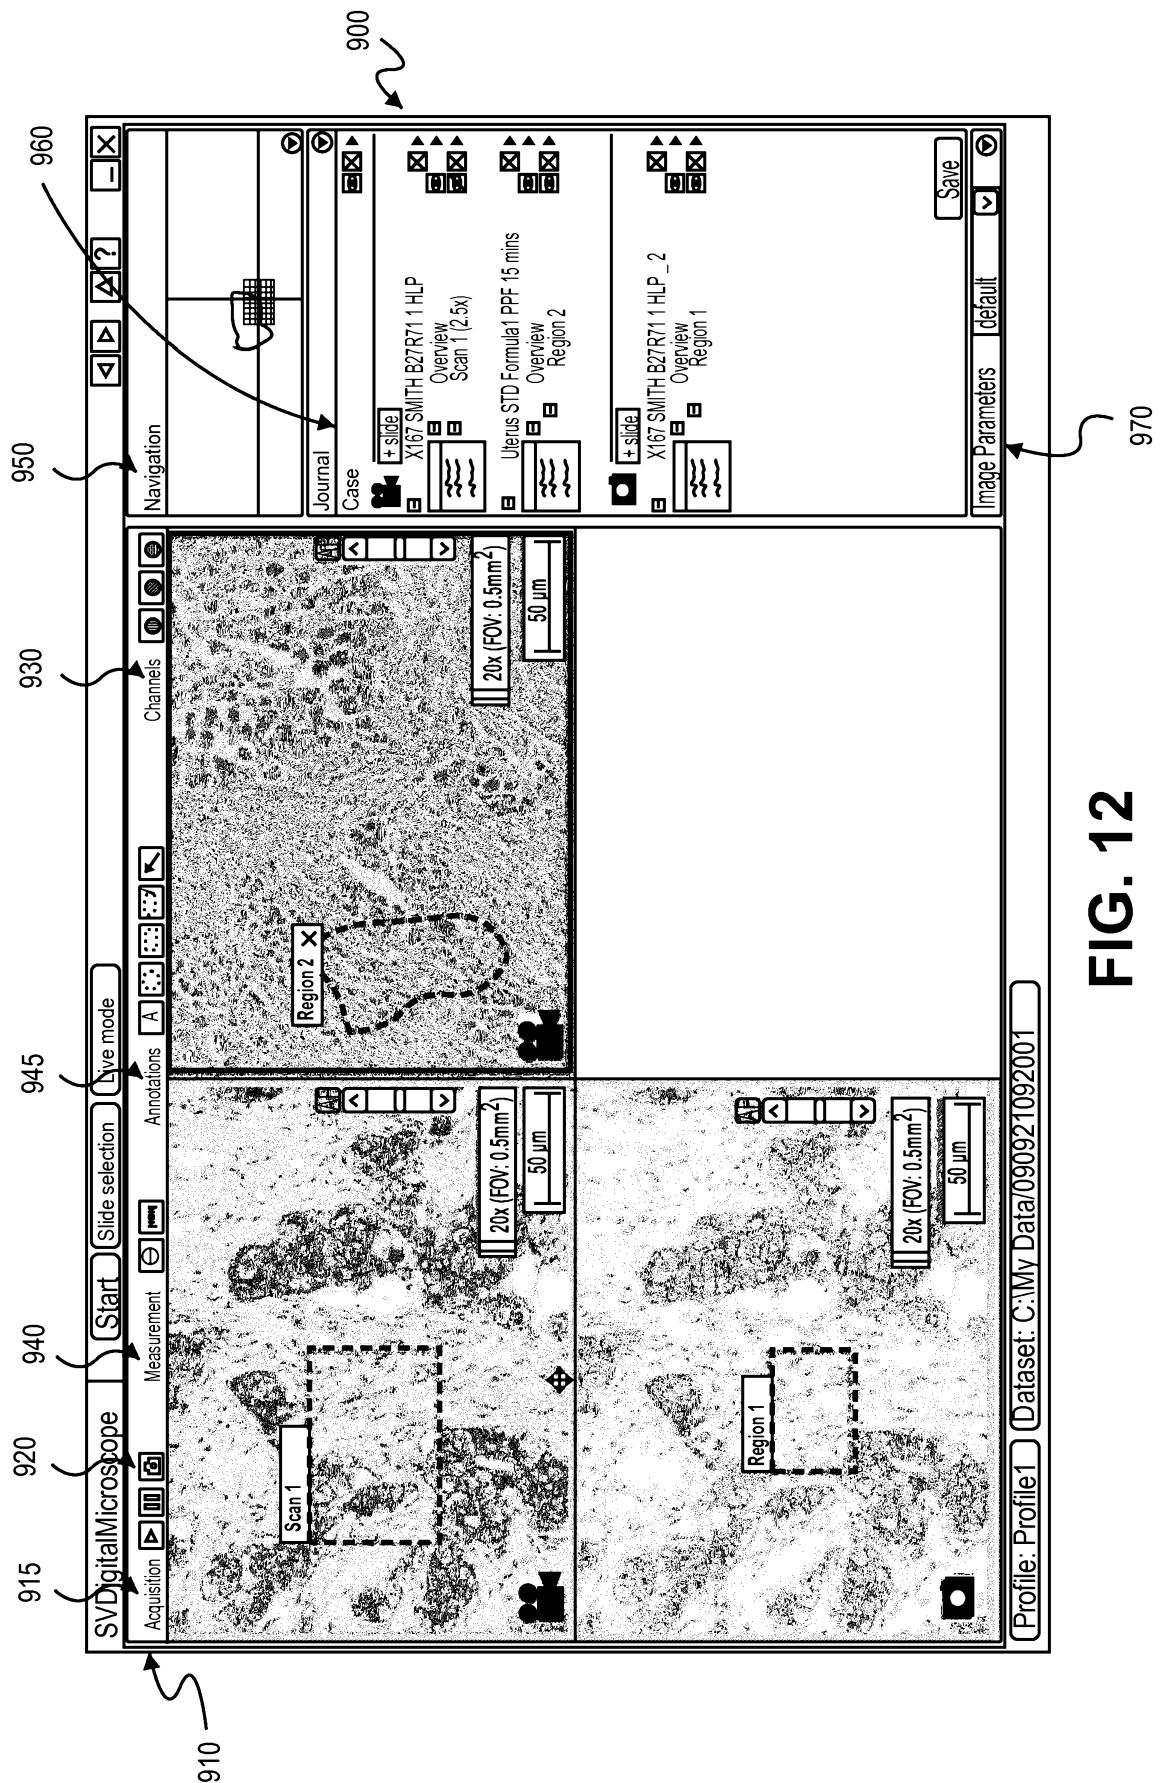 900
960
950
930
945
940
920
915
910
970
SVDigitalMicroscope
Start
Slide selection
Live mode
?
Acquisition
Measurement
Annotations
A
Channels
Scan 1
AF
20x (FOV: 0.5mm²)
50 µm
Region 2 X
AF
20x (FOV: 0.5mm²)
50 µm
Region 1
AF
20x (FOV: 0.5mm²)
50 µm
Navigation
Journal
Case
+ slide
X167 SMITH B27R71 1 HLP
Overview
Scan 1 (2.5x)
Uterus STD Formula1 PPF 15 mins
Overview
Region 2
+ slide
X167 SMITH B27R71 1 HLP _ 2
Overview
Region 1
Save
Image Parameters
default
Profile: Profile1
Dataset: C:\My Data/090921092001
FIG. 12